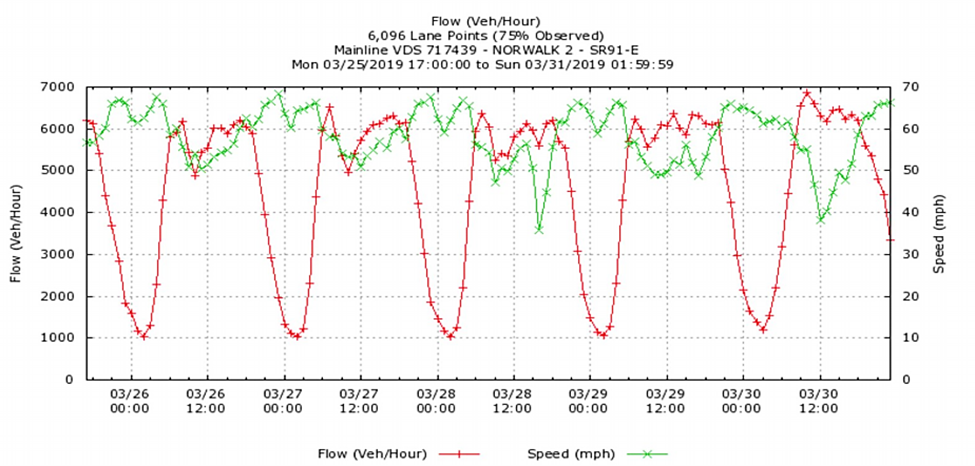 Flow (Veh/Hour)
6,096 Lane Points (75% Observed)
Mainline VDS 717439 - NORWALK 2 - SR91-E
Mon 03/25/2019 17:00:00 to Sun 03/31/2019 01:59:59
7000 70
6000 60
5000 50
4000 40
3000 30
2000 20
1000 10
0 0
Flow (Veh/Hour)
Speed (mph)
03/26 03/26 03/27 03/27 03/28 03/28 03/29 03/29 03/30 03/30
00:00 12:00 00:00 12:00 00:00 12:00 00:00 12:00 00:00 12:00
Flow (Veh/Hour) Speed (mph)